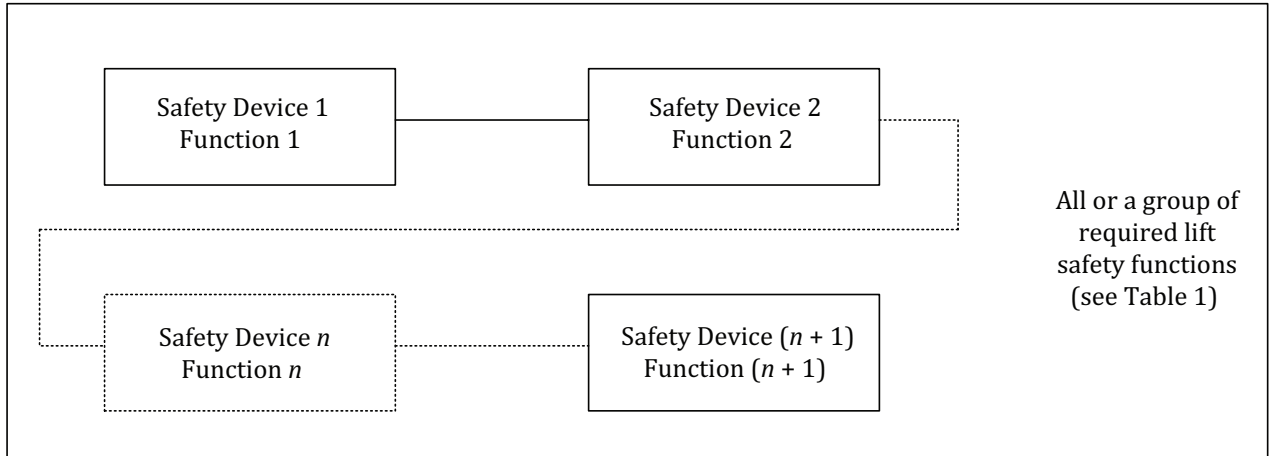 Safety Device 1
Function 1
Safety Device 2
Function 2
All or a group of
required lift
safety functions
(see Table 1)
Safety Device n
Function n
Safety Device (n + 1)
Function (n + 1)